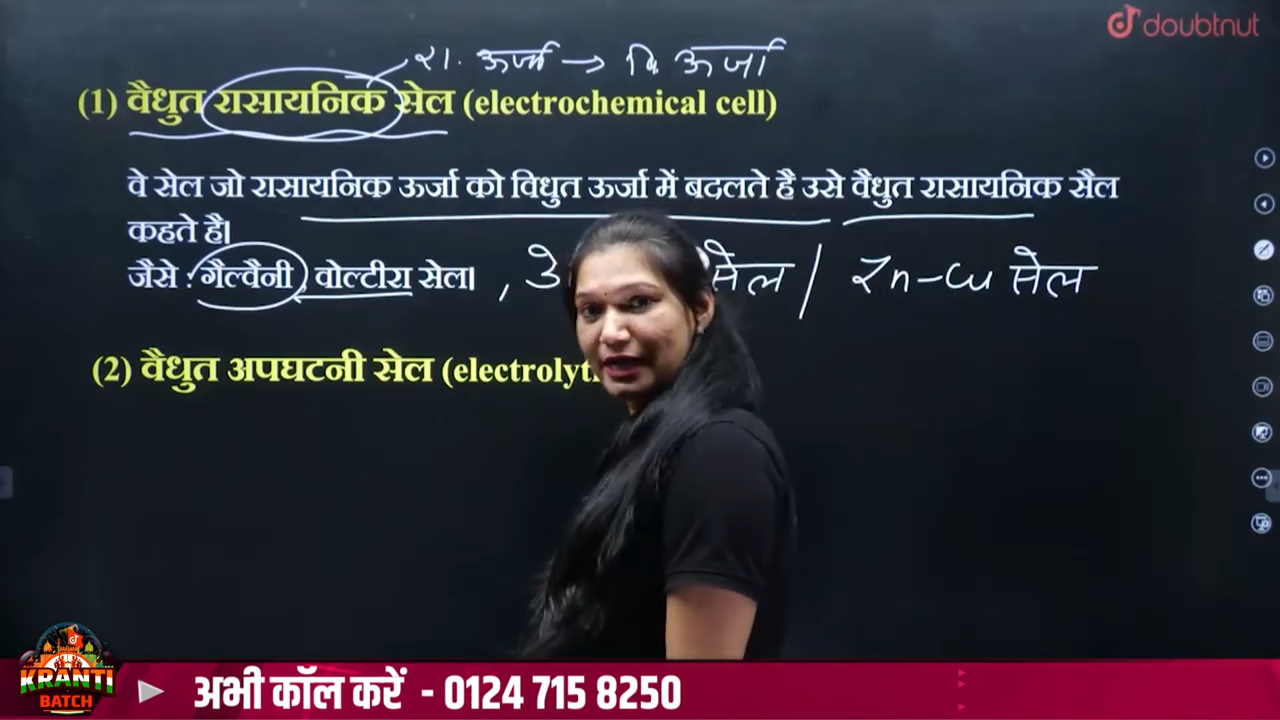 doubtnut
रा. ऊर्जा → वि. ऊर्जा
(1) वैधुत रासायनिक सेल (electrochemical cell)
वे सेल जो रासायनिक ऊर्जा को विधुत ऊर्जा में बदलते है उसे वैधुत रासायनिक सैल
कहते है।
जैसे : गैल्वैनी, वोल्टीरा सेल। , सेल / Zn-Cu सेल
(2) वैधुत अपघटनी सेल
KRANTI
BATCH
अभी कॉल करें - 0124 715 8250